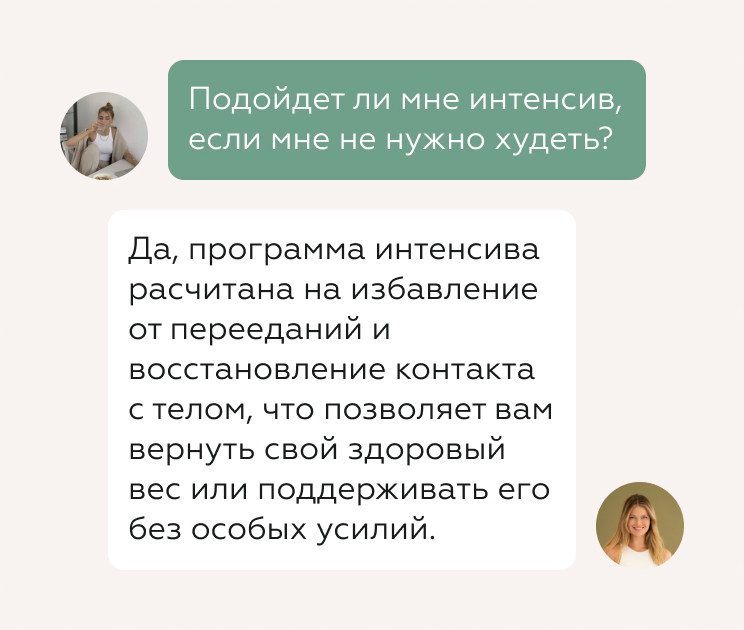 Подойдет ли мне интенсив,
если мне не нужно худеть?
Да, программа интенсива
расчитана на избавление
от перееданий и
восстановление контакта
с телом, что позволяет вам
вернуть свой здоровый
вес или поддерживать его
без особых усилий.